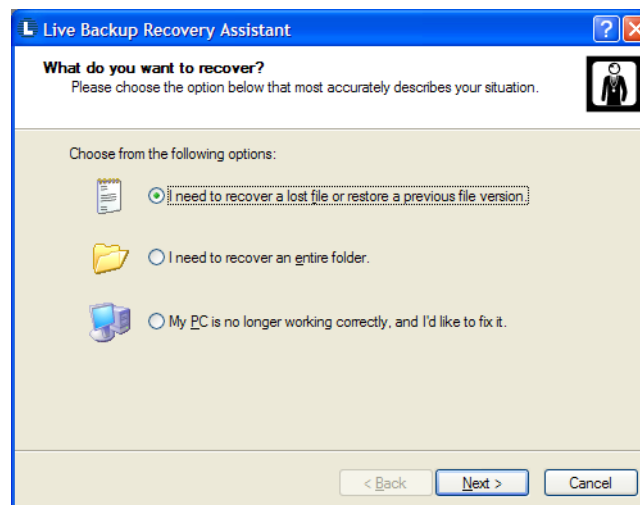 Live Backup Recovery Assistant
What do you want to recover?
Please choose the option below that most accurately describes your situation.
Choose from the following options:
I need to recover a lost file or restore a previous file version.
I need to recover an entire folder.
My PC is no longer working correctly, and I'd like to fix it.
< Back Next > Cancel